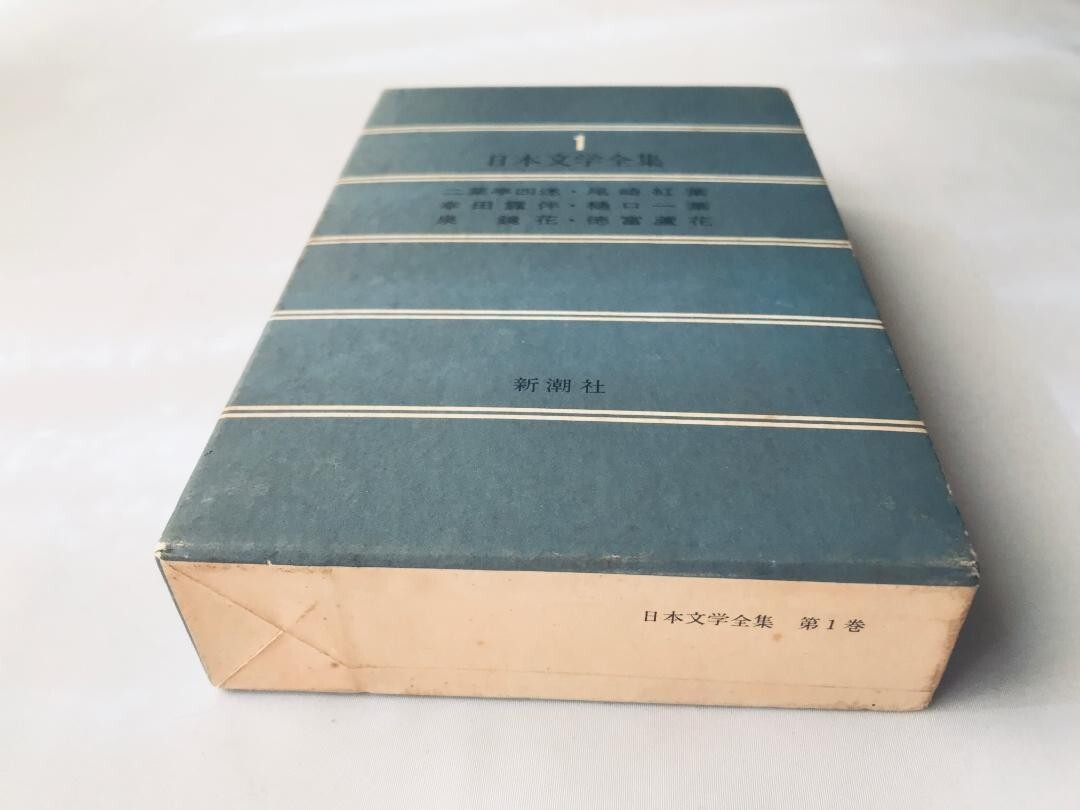 1
日本文学全集
二葉亭四迷・尾崎紅葉
幸田露伴・樋口一葉
泉鏡花・徳冨蘆花
新潮社
日本文学全集 第1巻